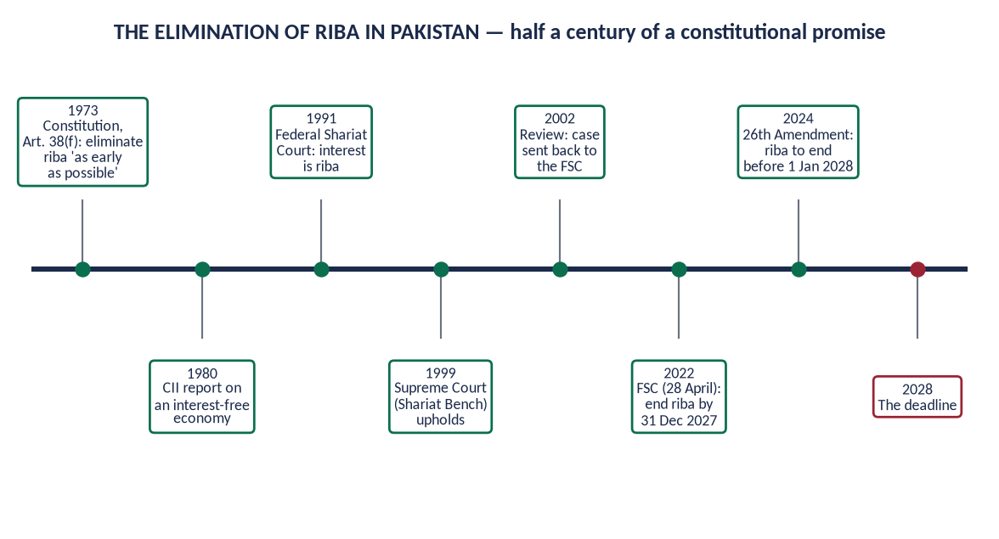 THE ELIMINATION OF RIBA IN PAKISTAN — half a century of a constitutional promise
1973
Constitution,
Art. 38(f): eliminate
riba 'as early
as possible'
1980
CII report on
an interest-free
economy
1991
Federal Shariat
Court: interest
is riba
1999
Supreme Court
(Shariat Bench)
upholds
2002
Review: case
sent back to
the FSC
2022
FSC (28 April):
end riba by
31 Dec 2027
2024
26th Amendment:
riba to end
before 1 Jan 2028
2028
The deadline